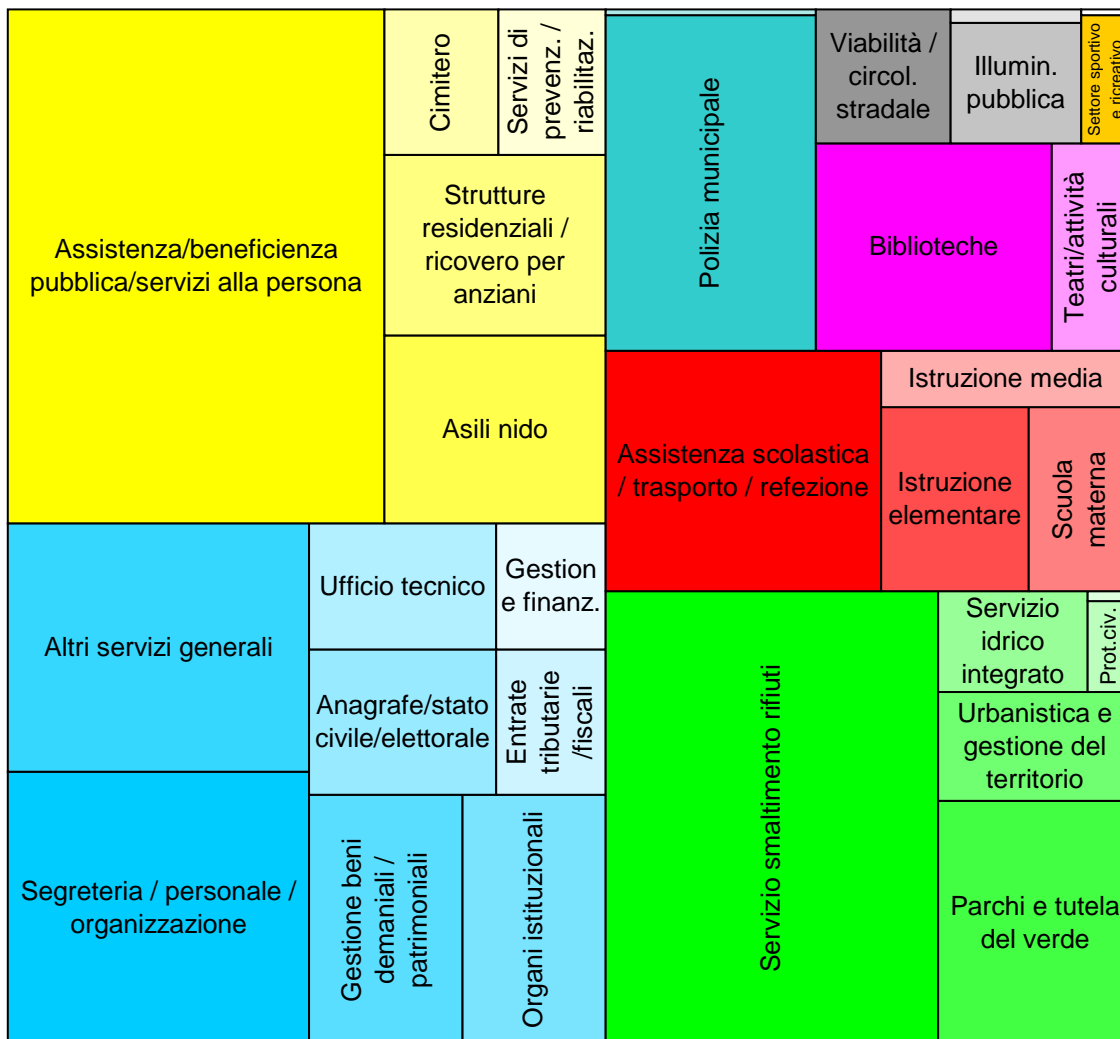 Assistenza/beneficienza
pubblica/servizi alla persona
Cimitero
Servizi di
prevenz. /
riabilitaz.
Strutture
residenziali /
ricovero per
anziani
Asili nido
Polizia municipale
Viabilità /
circol.
stradale
Illumin.
pubblica
Settore sportivo
e ricreativo
Biblioteche
Teatri/attività
culturali
Assistenza scolastica
/ trasporto / refezione
Istruzione media
Istruzione
elementare
Scuola
materna
Altri servizi generali
Ufficio tecnico
Gestion
e finanz.
Anagrafe/stato
civile/elettorale
Entrate
tributarie
/fiscali
Segreteria / personale /
organizzazione
Gestione beni
demaniali /
patrimoniali
Organi istituzionali
Servizio smaltimento rifiuti
Servizio
idrico
integrato
Prot.civ.
Urbanistica e
gestione del
territorio
Parchi e tutela
del verde